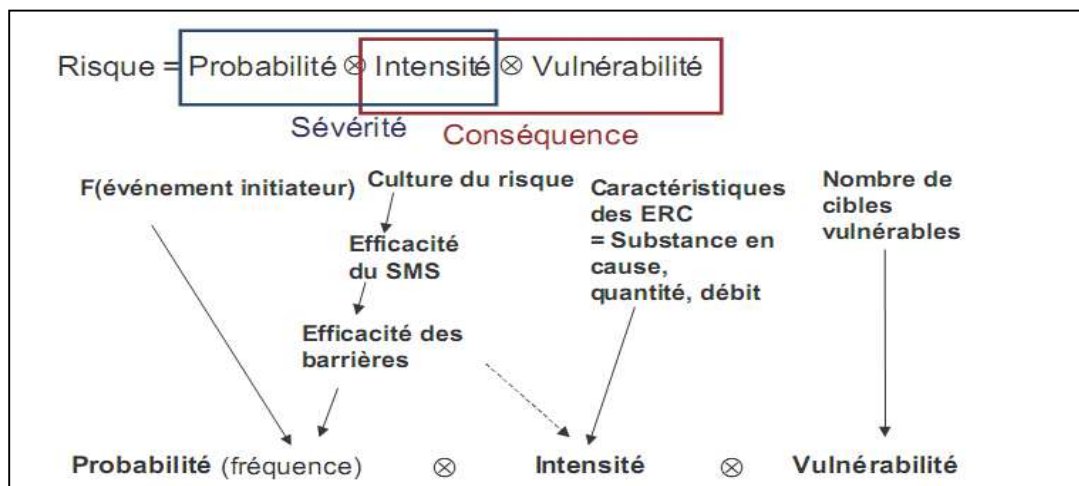 Risque = Probabilité ⊗ Intensité ⊗ Vulnérabilité
Sévérité
Conséquence
F(événement initiateur)
Culture du risque
Efficacité
du SMS
Efficacité des
barrières
Caractéristiques
des ERC
= Substance en
cause,
quantité, débit
Nombre de
cibles
vulnérables
Probabilité (fréquence) ⊗ Intensité ⊗ Vulnérabilité